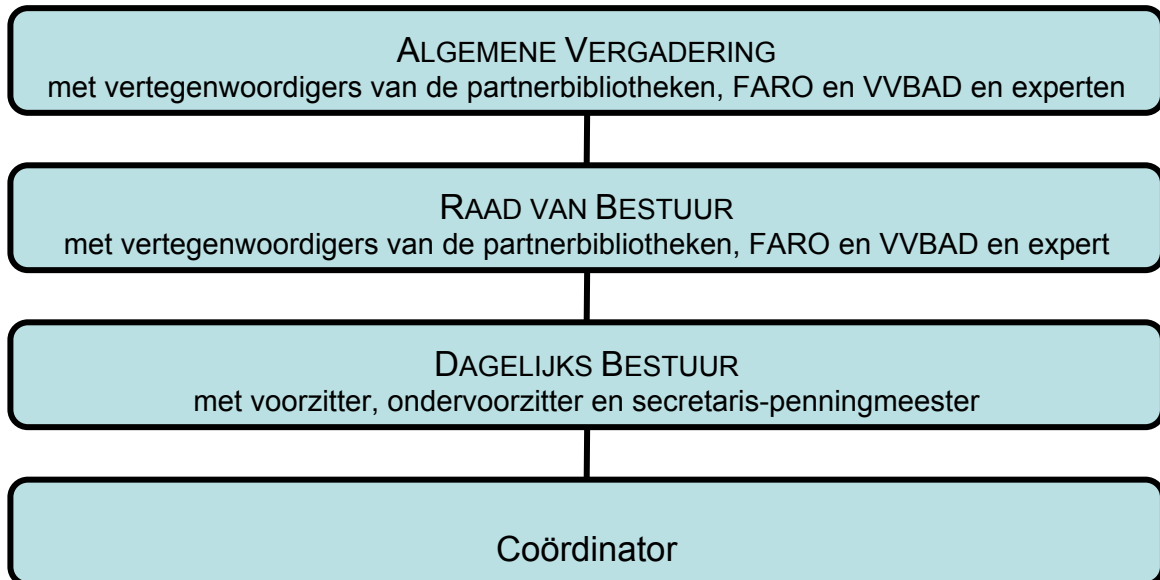 ALGEMENE VERGADERING
met vertegenwoordigers van de partnerbibliotheken, FARO en VVBAD en experten
RAAD VAN BESTUUR
met vertegenwoordigers van de partnerbibliotheken, FARO en VVBAD en expert
DAGELIJKS BESTUUR
met voorzitter, ondervoorzitter en secretaris-penningmeester
Coördinator